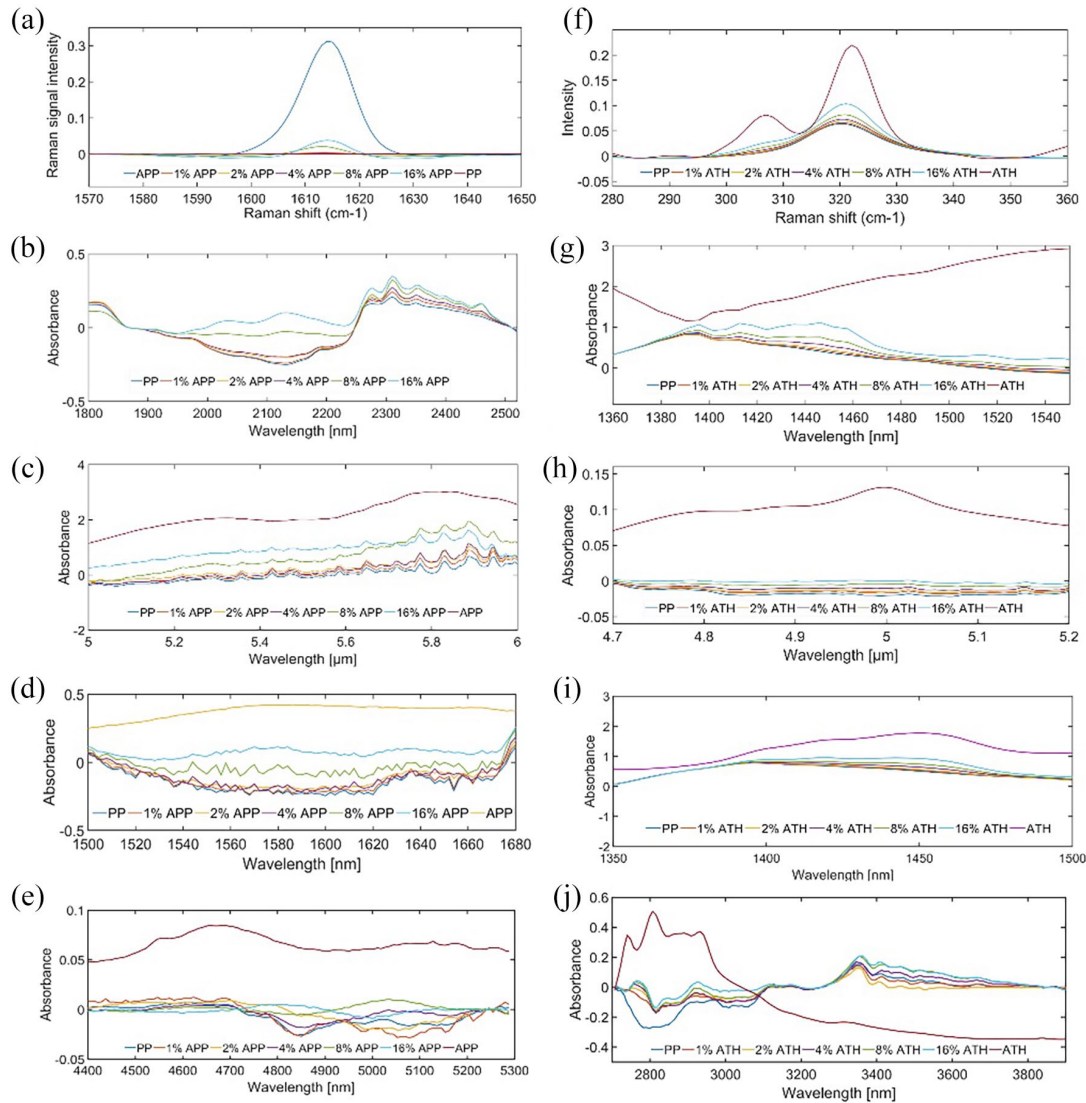 (a)
Raman signal intensity
0.3
0.2
0.1
0
APP 1% APP 2% APP 4% APP 8% APP 16% APP PP
1570 1580 1590 1600 1610 1620 1630 1640 1650
Raman shift (cm-1)
(b)
Absorbance
0.5
0
-0.5
PP 1% APP 2% APP 4% APP 8% APP 16% APP
1800 1900 2000 2100 2200 2300 2400 2500
Wavelength [nm]
(c)
Absorbance
4
2
0
-2
PP 1% APP 2% APP 4% APP 8% APP 16% APP APP
5 5.2 5.4 5.6 5.8 6
Wavelength [µm]
(d)
Absorbance
0.5
0
-0.5
PP 1% APP 2% APP 4% APP 8% APP 16% APP APP
1500 1520 1540 1560 1580 1600 1620 1640 1660 1680
Wavelength [nm]
(e)
Absorbance
0.1
0.05
0
-0.05
PP 1% APP 2% APP 4% APP 8% APP 16% APP APP
4400 4500 4600 4700 4800 4900 5000 5100 5200 5300
Wavelength [nm]
(f)
Intensity
0.2
0.15
0.1
0.05
0
-0.05
PP 1% ATH 2% ATH 4% ATH 8% ATH 16% ATH ATH
280 290 300 310 320 330 340 350 360
Raman shift (cm-1)
(g)
Absorbance
3
2
1
0
PP 1% ATH 2% ATH 4% ATH 8% ATH 16% ATH ATH
1360 1380 1400 1420 1440 1460 1480 1500 1520 1540
Wavelength [nm]
(h)
Absorbance
0.15
0.1
0.05
0
-0.05
PP 1% ATH 2% ATH 4% ATH 8% ATH 16% ATH ATH
4.7 4.8 4.9 5 5.1 5.2
Wavelength [µm]
(i)
Absorbance
3
2
1
0
-1
-2
PP 1% ATH 2% ATH 4% ATH 8% ATH 16% ATH ATH
1350 1400 1450 1500
Wavelength [nm]
(j)
Absorbance
0.6
0.4
0.2
0
-0.2
-0.4
PP 1% ATH 2% ATH 4% ATH 8% ATH 16% ATH ATH
2800 3000 3200 3400 3600 3800
Wavelength [nm]